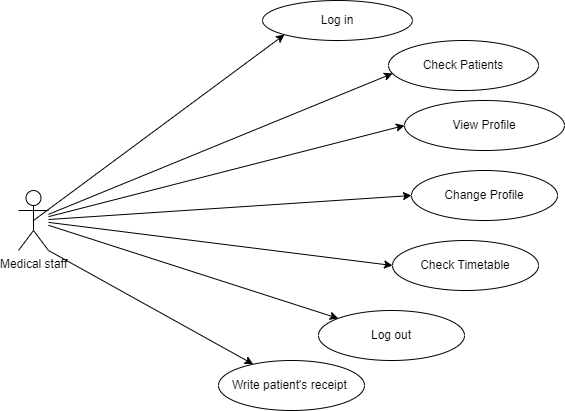 Log in
Check Patients
View Profile
Change Profile
Medical staff
Check Timetable
Log out
Write patient's receipt